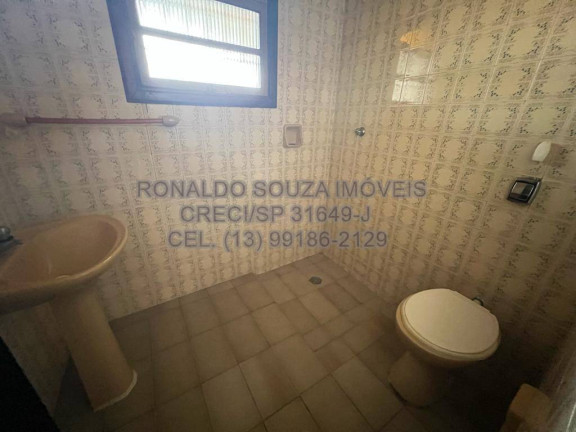 RONALDO SOUZA IMÓVEIS
CRECI/SP 31649-J
CEL. (13) 99186-2129